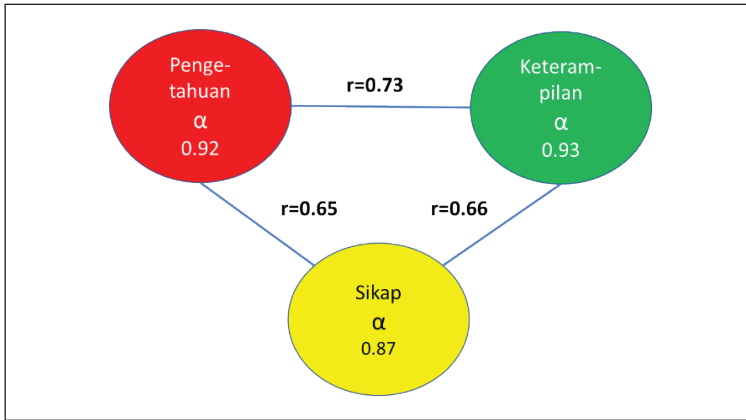 Penge-
tahuan
α
0.92
r=0.73
Keteram-
pilan
α
0.93
r=0.65
r=0.66
Sikap
α
0.87